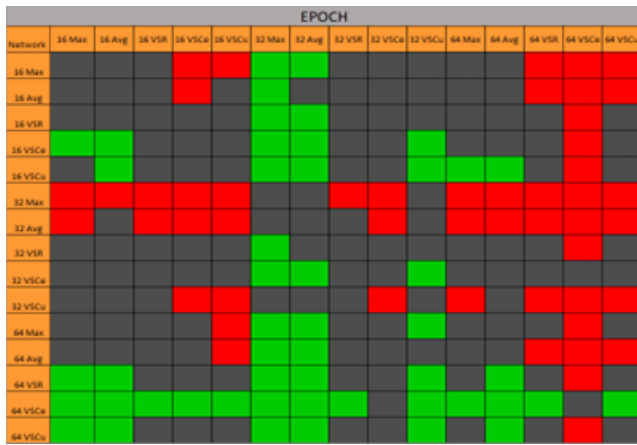 EPOCH
Network 16 Max 16 Avg 16 VSR 16 VSCe 16 VSCu 32 Max 32 Avg 32 VSR 32 VSCe 32 VSCu 64 Max 64 Avg 64 VSR 64 VSCe 64 VSCu
16 Max
16 Avg
16 VSR
16 VSCe
16 VSCu
32 Max
32 Avg
32 VSR
32 VSCe
32 VSCu
64 Max
64 Avg
64 VSR
64 VSCe
64 VSCu